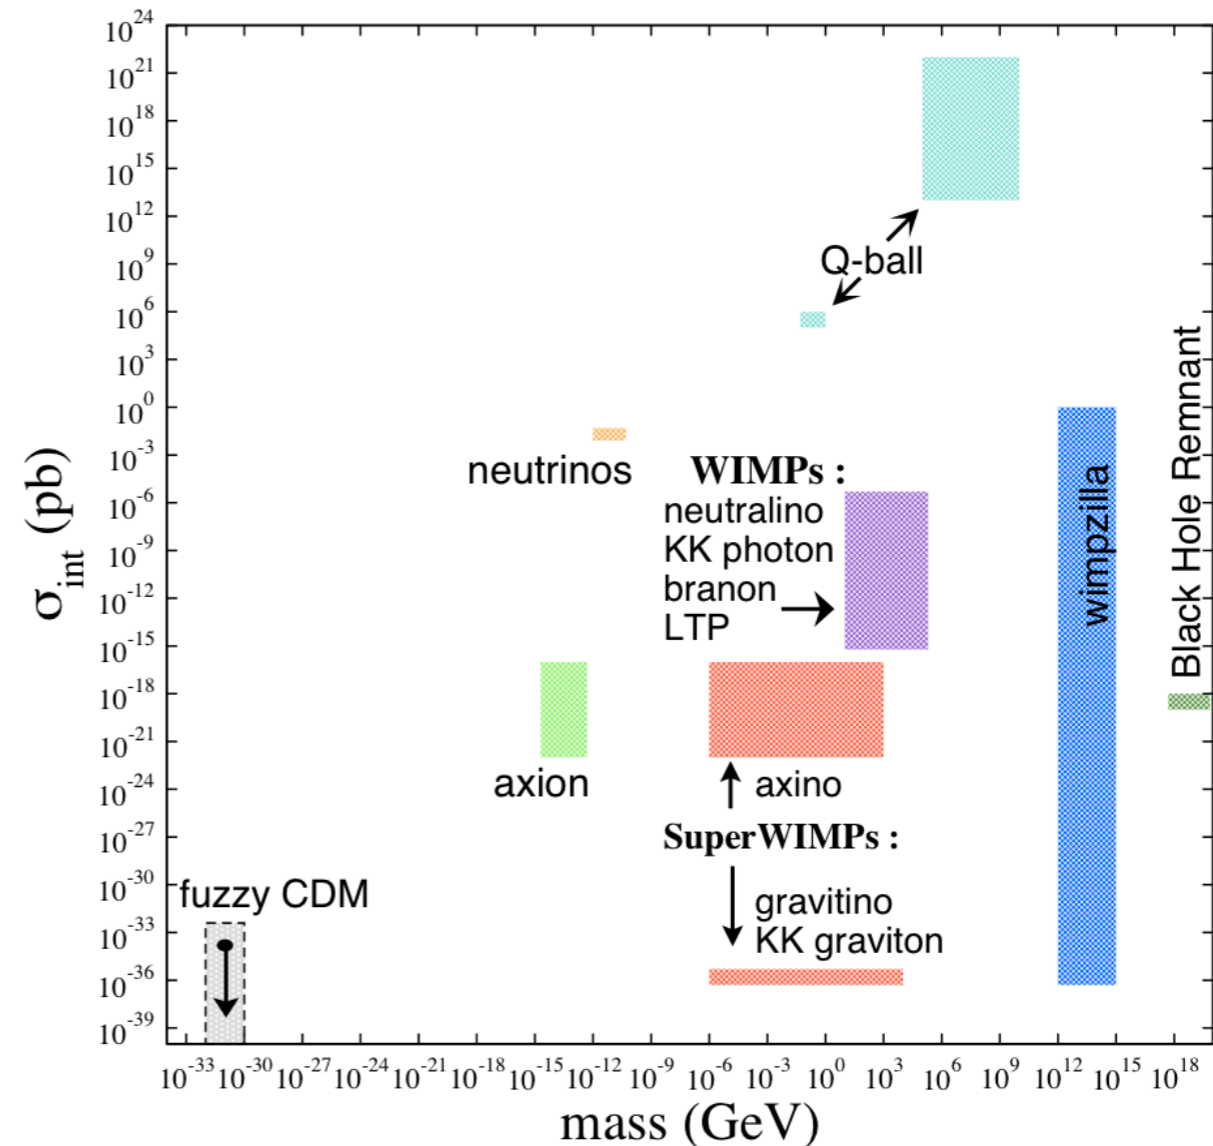 10^24
10^21
10^18
10^15
10^12
10^9
10^6
10^3
10^0
10^-3
10^-6
10^-9
10^-12
10^-15
10^-18
10^-21
10^-24
10^-27
10^-30
10^-33
10^-36
10^-39
σ_int (pb)
Q-ball
neutrinos
WIMPs :
neutralino
KK photon
branon
LTP
wimpzilla
Black Hole Remnant
axion
axino
SuperWIMPs :
gravitino
KK graviton
fuzzy CDM
10^-33 10^-30 10^-27 10^-24 10^-21 10^-18 10^-15 10^-12 10^-9 10^-6 10^-3 10^0 10^3 10^6 10^9 10^12 10^15 10^18
mass (GeV)